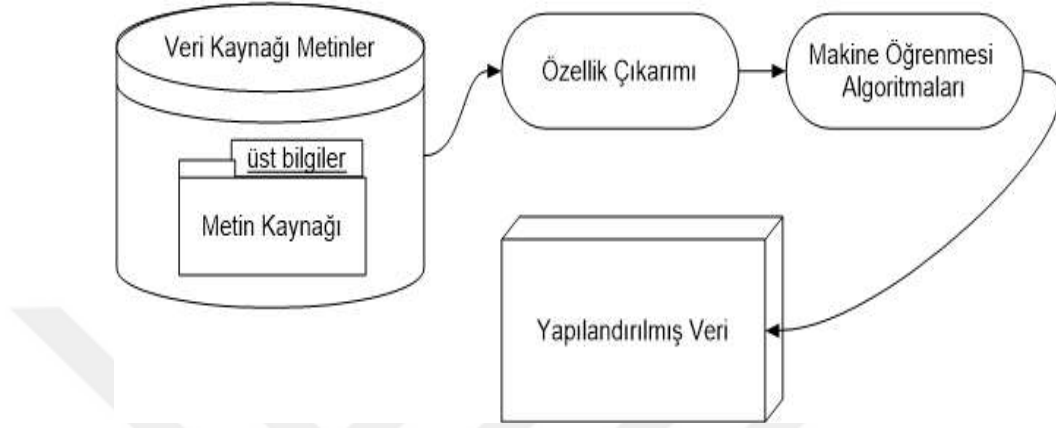 Veri Kaynağı Metinler
üst bilgiler
Metin Kaynağı
Özellik Çıkarımı
Makine Öğrenmesi
Algoritmaları
Yapılandırılmış Veri